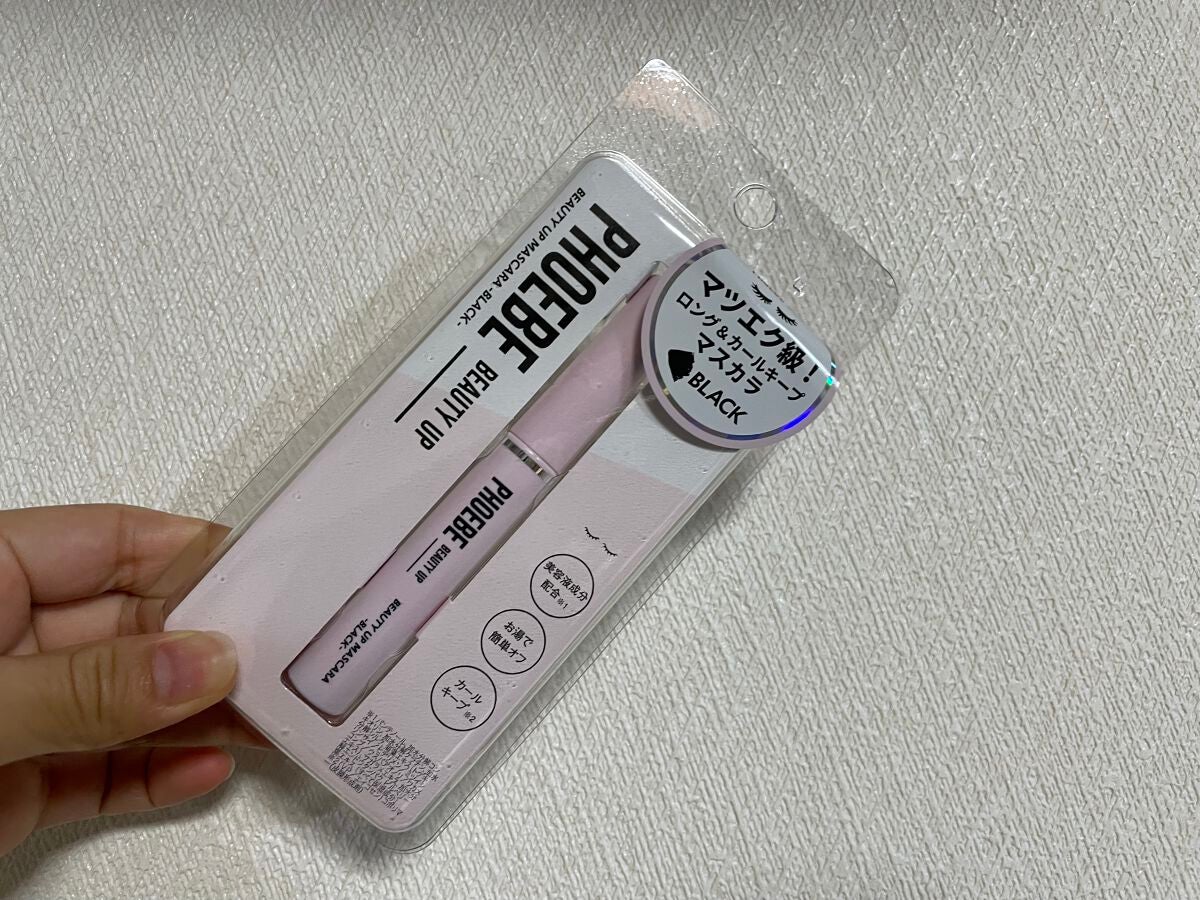 BEAUTY UP MASCARA -BLACK-
PHOEBE
BEAUTY UP
マツエク級!
ロング&カールキープ
マスカラ
BLACK
PHOEBE
BEAUTY UP
BEAUTY UP MASCARA
-BLACK-
美容液成分
配合※1
お湯で
簡単オフ
カール
キープ※2